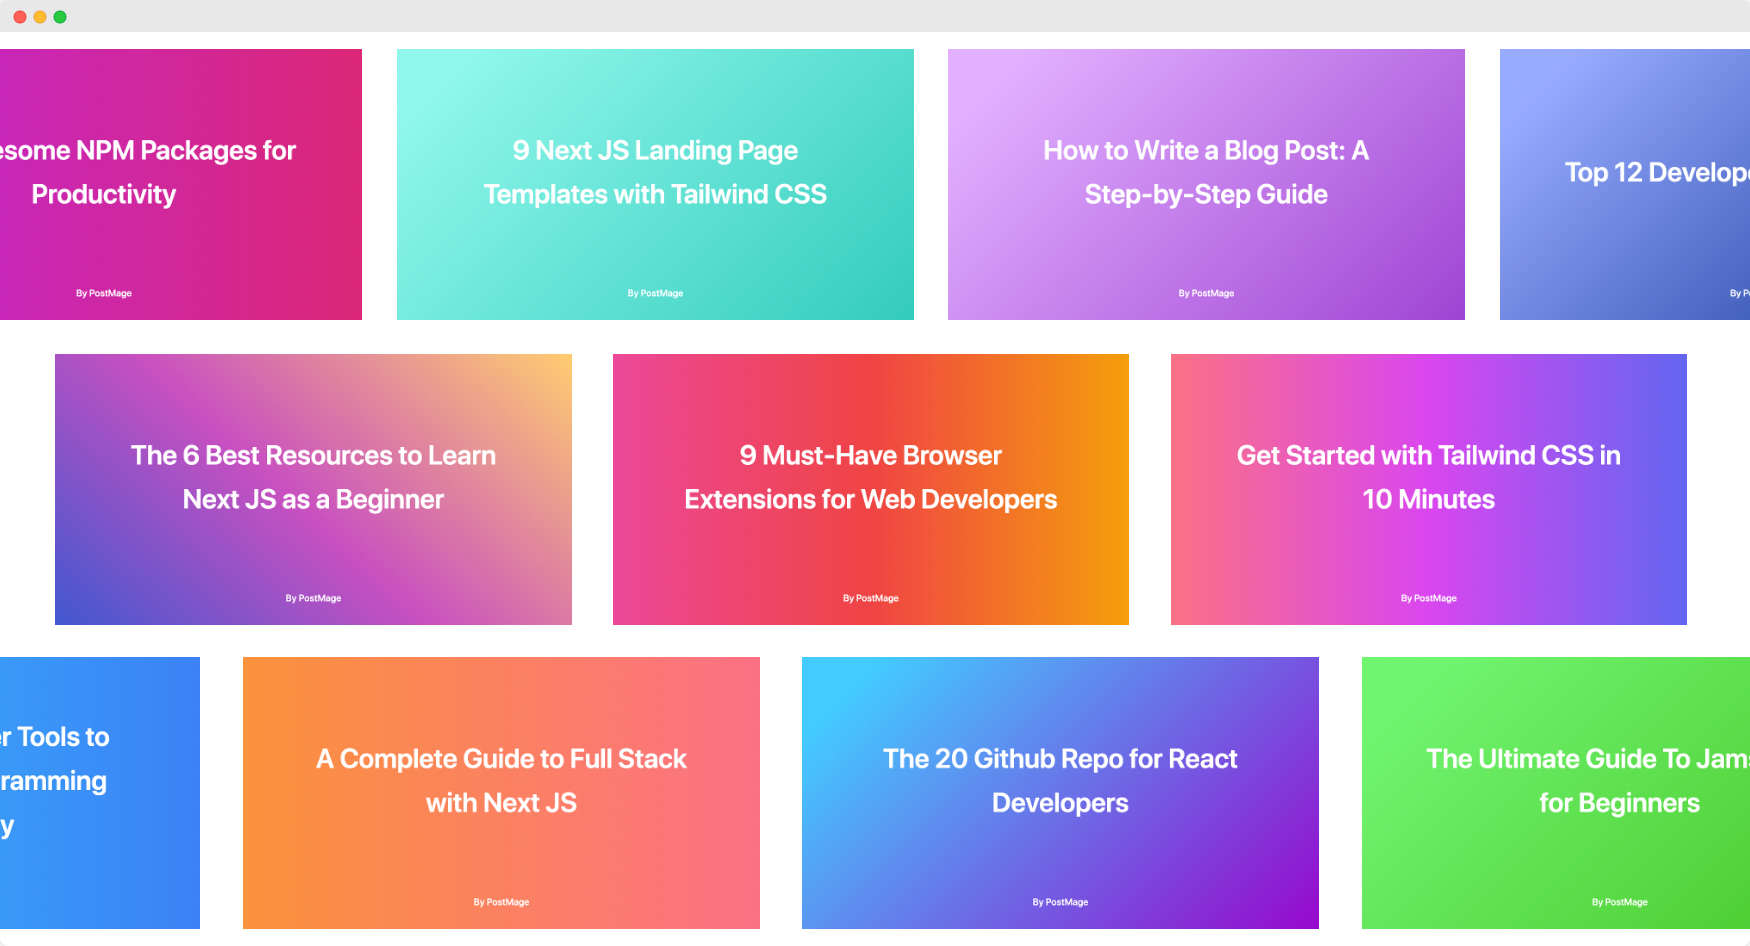 esome NPM Packages for
Productivity
By PostMage
9 Next JS Landing Page
Templates with Tailwind CSS
By PostMage
How to Write a Blog Post: A
Step-by-Step Guide
By PostMage
Top 12 Develope
By P
The 6 Best Resources to Learn
Next JS as a Beginner
By PostMage
9 Must-Have Browser
Extensions for Web Developers
By PostMage
Get Started with Tailwind CSS in
10 Minutes
By PostMage
er Tools to
ramming
y
A Complete Guide to Full Stack
with Next JS
By PostMage
The 20 Github Repo for React
Developers
By PostMage
The Ultimate Guide To Jams
for Beginners
By PostMage